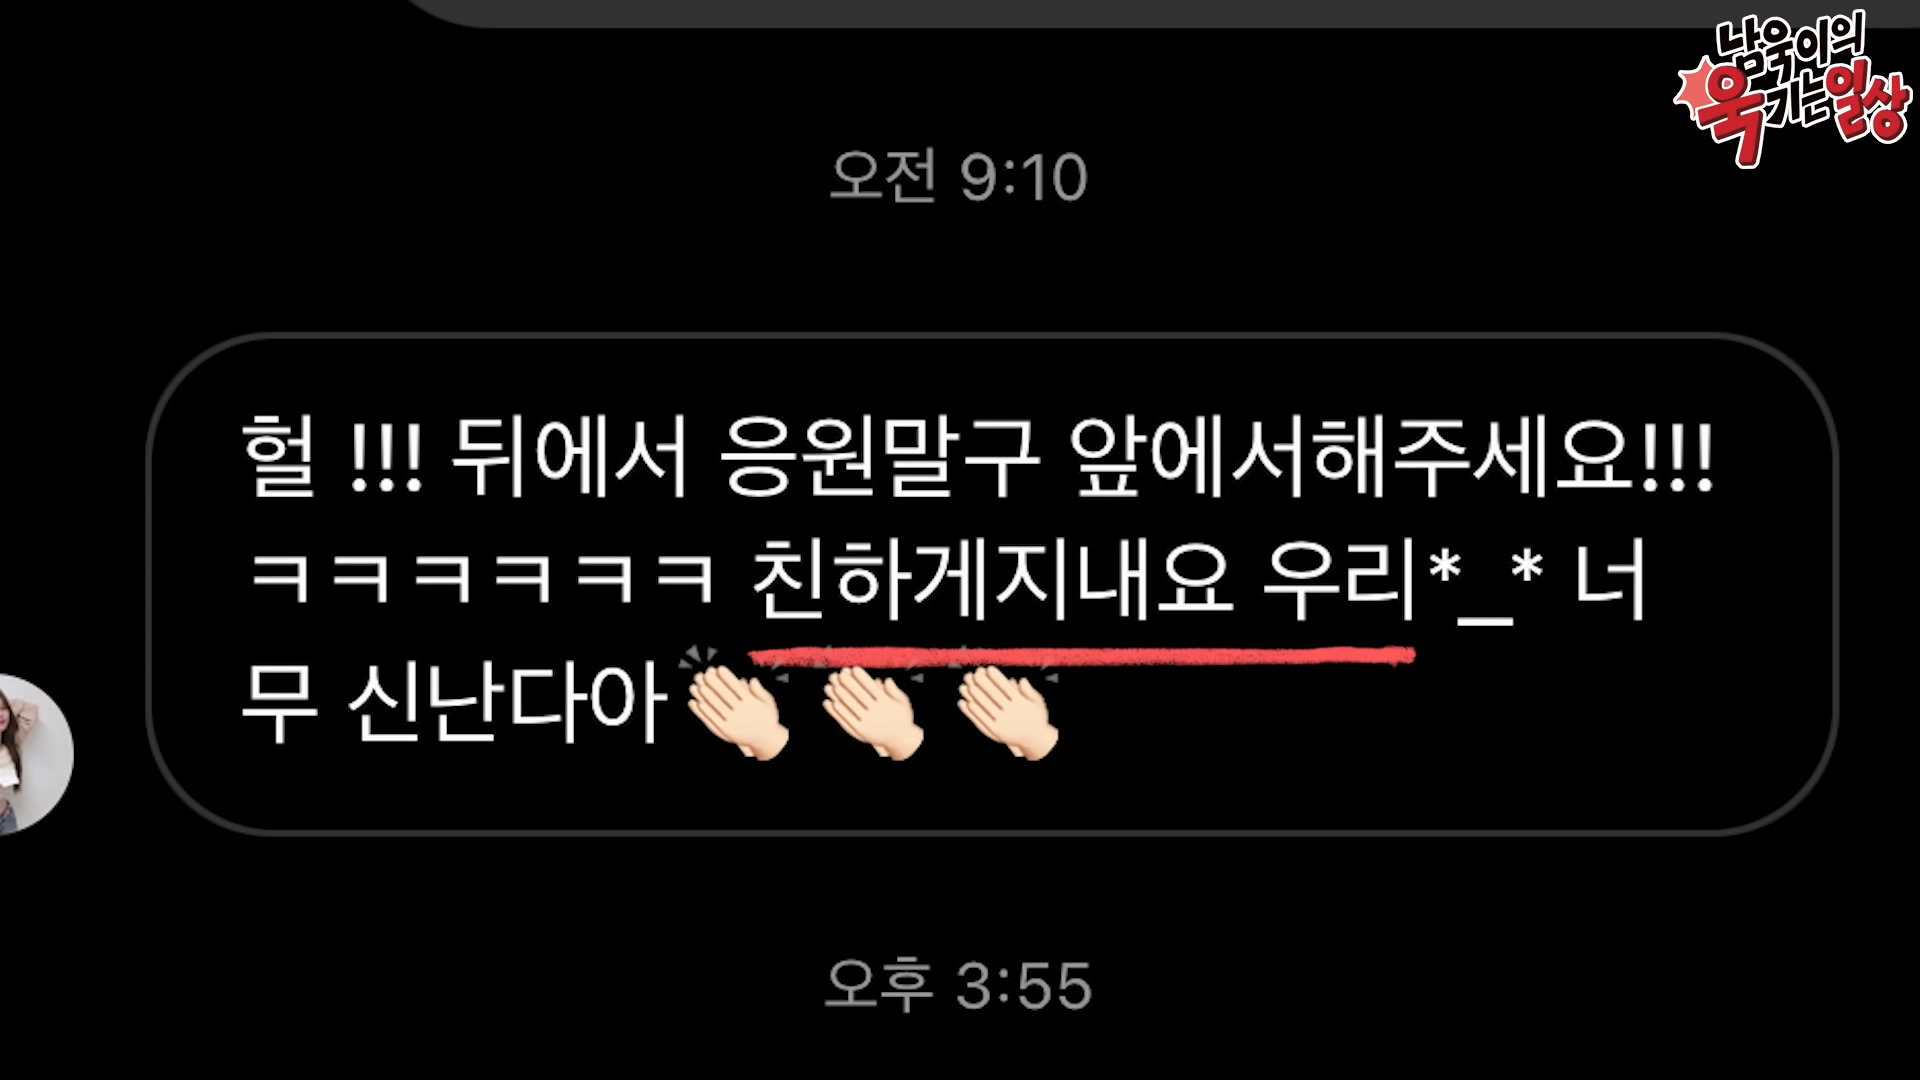 남욱이의
욱기는일상
오전 9:10
헐 !!! 뒤에서 응원말구 앞에서해주세요!!!
ㅋㅋㅋㅋㅋㅋ 친하게지내요 우리*_* 너
무 신난다아👏🏻👏🏻👏🏻
오후 3:55